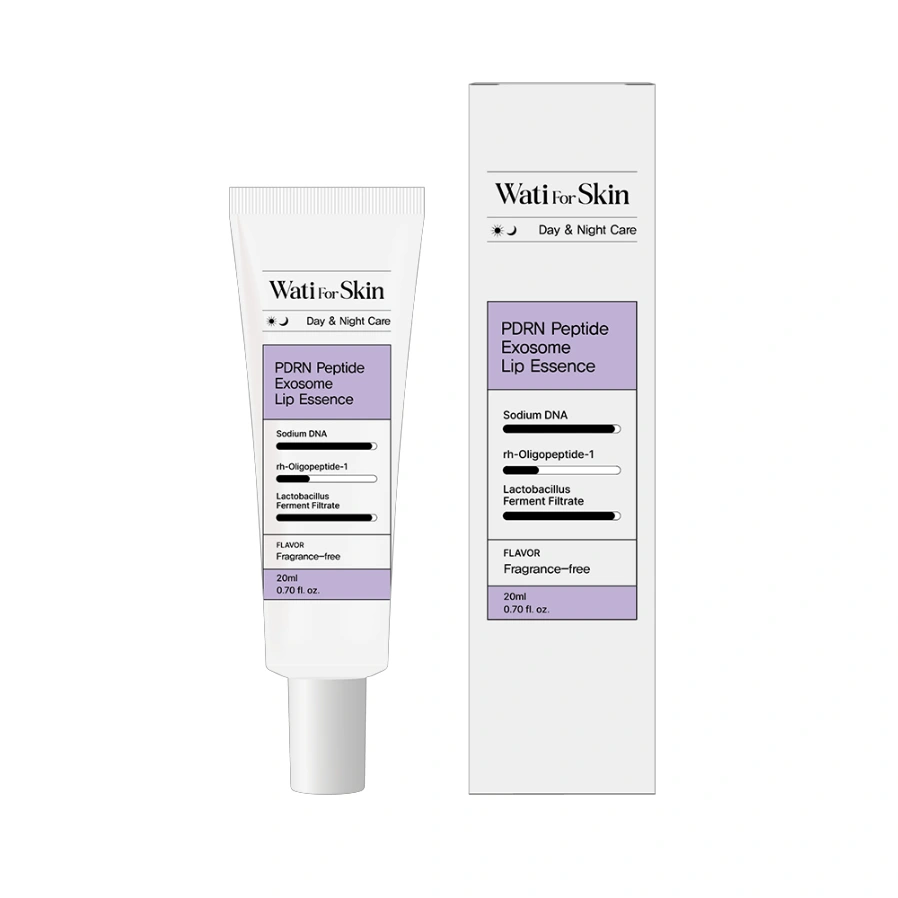 Wati For Skin
Day & Night Care
PDRN Peptide
Exosome
Lip Essence
Sodium DNA
rh-Oligopeptide-1
Lactobacillus
Ferment Filtrate
FLAVOR
Fragrance-free
20ml
0.70 fl. oz.
Wati For Skin
Day & Night Care
PDRN Peptide
Exosome
Lip Essence
Sodium DNA
rh-Oligopeptide-1
Lactobacillus
Ferment Filtrate
FLAVOR
Fragrance-free
20ml
0.70 fl. oz.